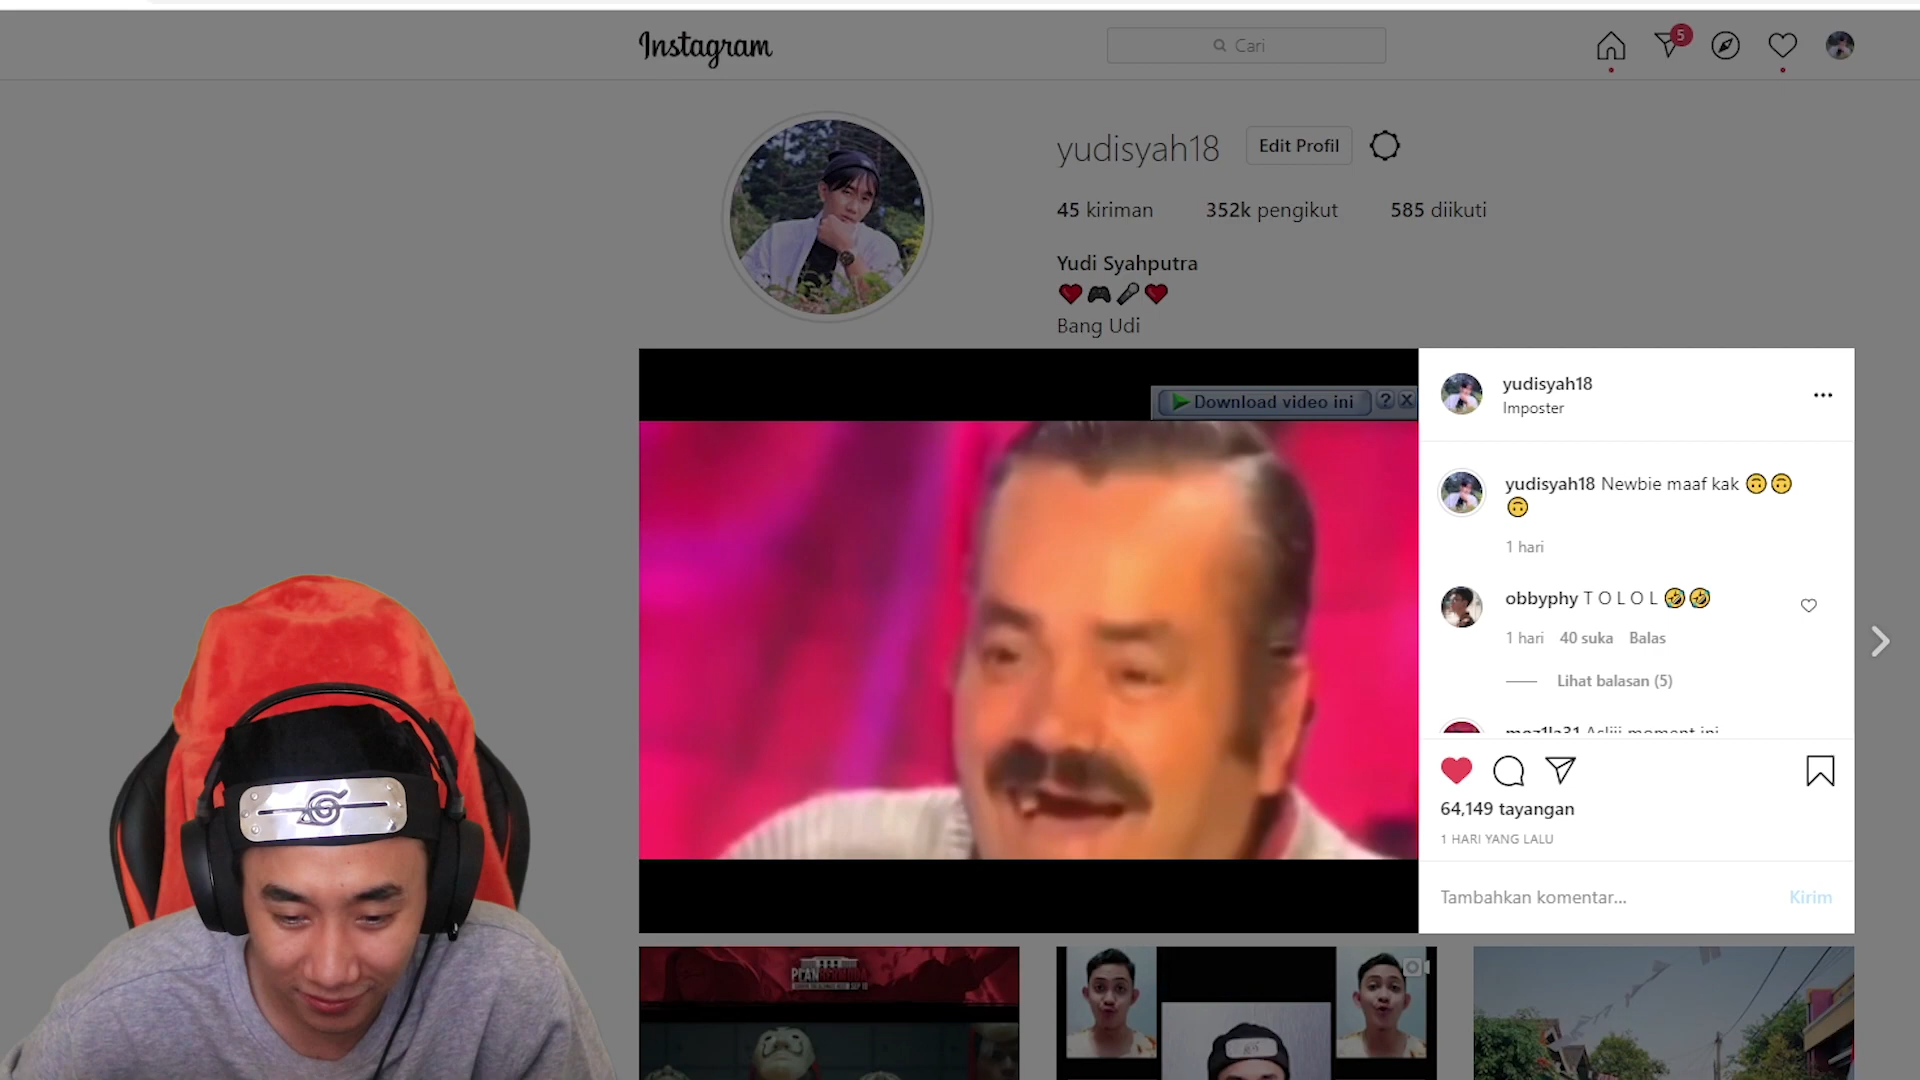 Instagram
Cari
5
yudisyah18
Edit Profil
45 kiriman
352k pengikut
585 diikuti
Yudi Syahputra
❤️🎮🎤❤️
Bang Udi
Download video ini ? X
yudisyah18
Imposter
yudisyah18 Newbie maaf kak 🙃🙃
🙃
1 hari
obbyphy T O L O L 🤣🤣
1 hari 40 suka Balas
Lihat balasan (5)
64,149 tayangan
1 HARI YANG LALU
Tambahkan komentar...
Kirim